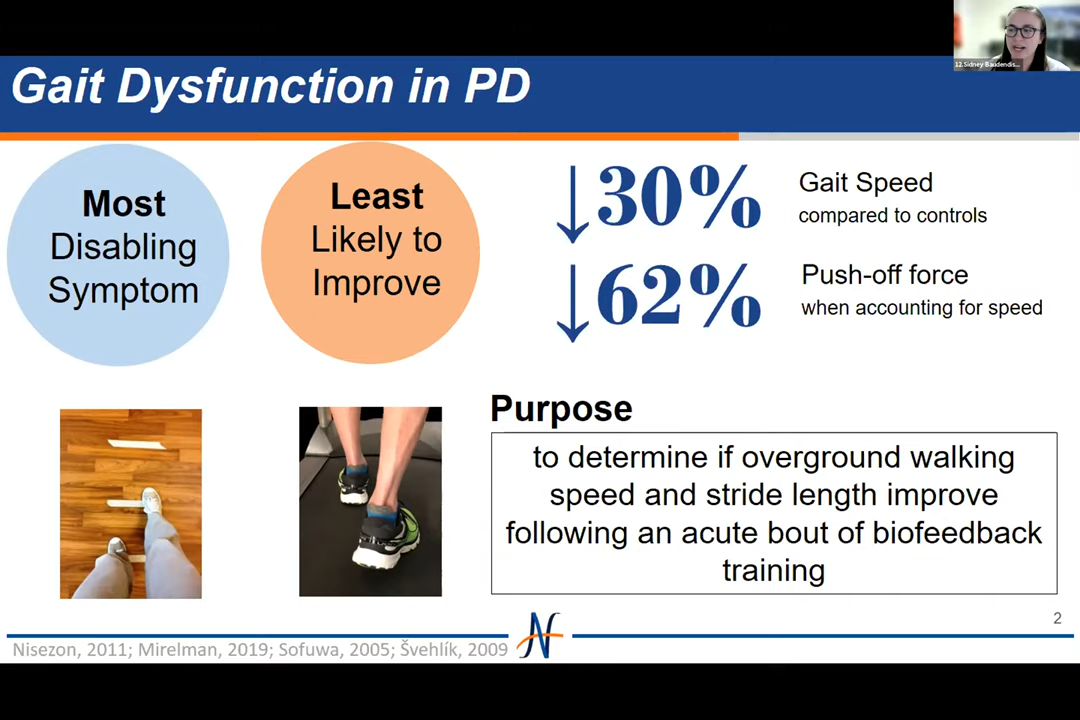 12.Sidney Baudendis...
Gait Dysfunction in PD
Most
Disabling
Symptom
Least
Likely to
Improve
↓30%
Gait Speed
compared to controls
↓62%
Push-off force
when accounting for speed
Purpose
to determine if overground walking
speed and stride length improve
following an acute bout of biofeedback
training
2
Nisezon, 2011; Mirelman, 2019; Sofuwa, 2005; Švehlík, 2009